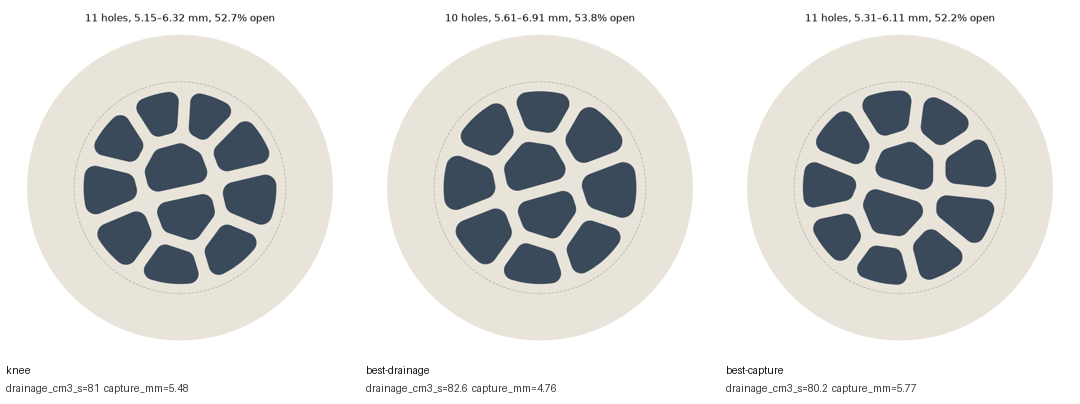 11 holes, 5.15–6.32 mm, 52.7% open
10 holes, 5.61–6.91 mm, 53.8% open
11 holes, 5.31–6.11 mm, 52.2% open
knee
drainage_cm3_s=81 capture_mm=5.48
best-drainage
drainage_cm3_s=82.6 capture_mm=4.76
best-capture
drainage_cm3_s=80.2 capture_mm=5.77